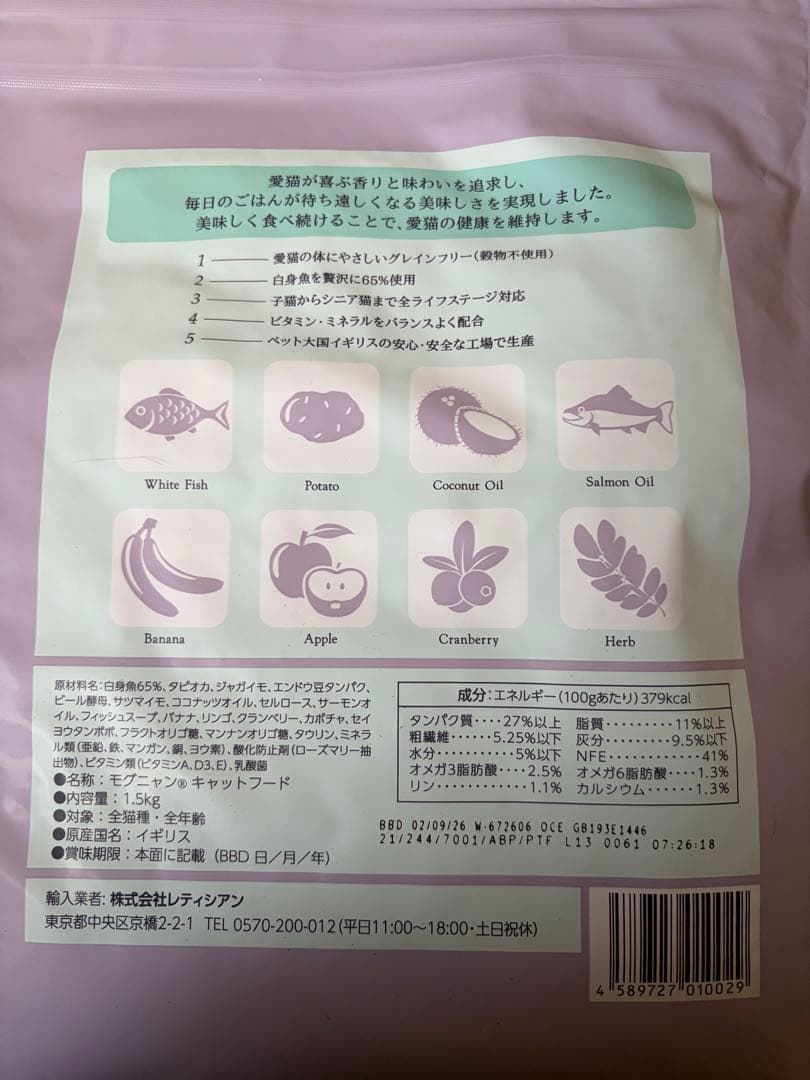 愛猫が喜ぶ香りと味わいを追求し、
毎日のごはんが待ち遠しくなる美味しさを実現しました。
美味しく食べ続けることで、愛猫の健康を維持します。
1 愛猫の体にやさしいグレインフリー(穀物不使用)
2 白身魚を贅沢に65%使用
3 子猫からシニア猫まで全ライフステージ対応
4 ビタミン・ミネラルをバランスよく配合
5 ペット大国イギリスの安心・安全な工場で生産
White Fish
Potato
Coconut Oil
Salmon Oil
Banana
Apple
Cranberry
Herb
原材料名:白身魚65%、タピオカ、ジャガイモ、エンドウ豆タンパク、
ビール酵母、サツマイモ、ココナッツオイル、セルロース、サーモンオ
イル、フィッシュスープ、バナナ、リンゴ、クランベリー、カボチャ、セイ
ヨウタンポポ、フラクトオリゴ糖、マンナンオリゴ糖、タウリン、ミネラ
ル類(亜鉛、鉄、マンガン、銅、ヨウ素)、酸化防止剤(ローズマリー抽
出物)、ビタミン類(ビタミンA、D3、E)、乳酸菌
●名称:モグニャン® キャットフード
●内容量:1.5kg
●対象:全猫種・全年齢
●原産国名:イギリス
●賞味期限:本面に記載(BBD 日/月/年)
成分:エネルギー(100gあたり)379kcal
タンパク質‥‥27%以上
粗繊維‥‥‥5.25%以下
水分‥‥‥‥‥‥5%以下
オメガ3脂肪酸‥‥2.5%
リン‥‥‥‥‥‥‥1.1%
脂質‥‥‥‥‥11%以上
灰分‥‥‥‥‥9.5%以下
NFE‥‥‥‥‥‥‥41%
オメガ6脂肪酸‥‥1.3%
カルシウム‥‥‥1.3%
BBD 02/09/26 W-672606 OCE GB193E1446
21/244/7001/ABP/PTF L13 0061 07:26:18
輸入業者:株式会社レティシアン
東京都中央区京橋2-2-1 TEL 0570-200-012(平日11:00〜18:00・土日祝休)
4 589727 010029